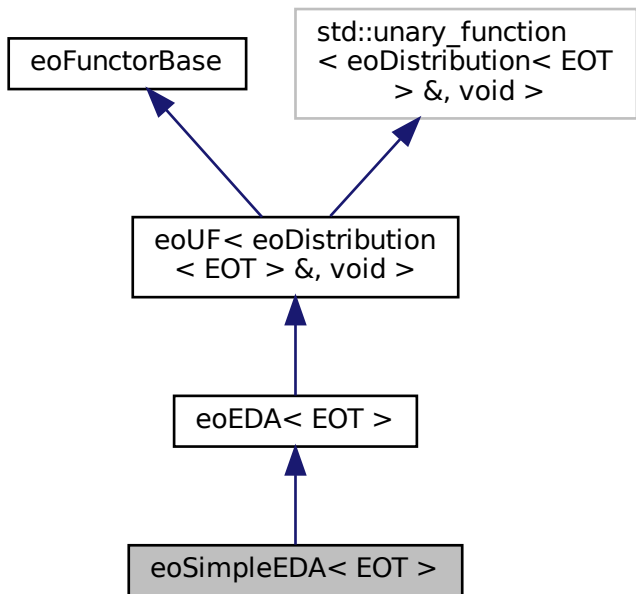 eoFunctorBase
std::unary_function
< eoDistribution< EOT
> &, void >
eoUF< eoDistribution
< EOT > &, void >
eoEDA< EOT >
eoSimpleEDA< EOT >